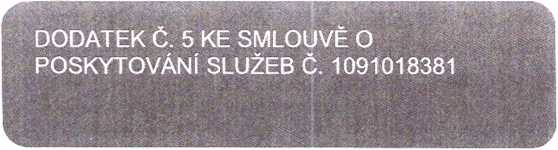 DODATEK Č. 5 KE SMLOUVĚ O
POSKYTOVÁNÍ SLUŽEB Č. 1091018381